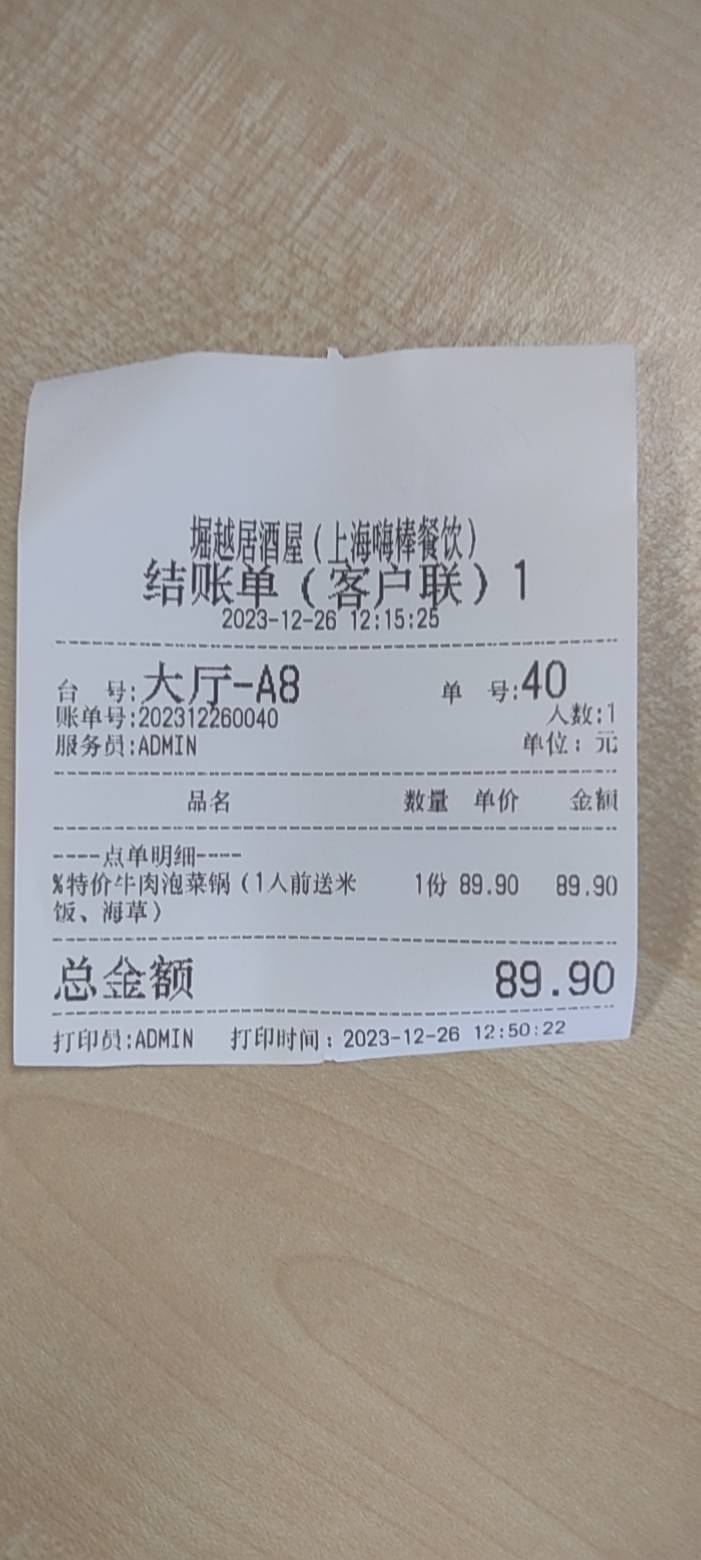 堀越居酒屋（上海嗨棒餐饮）
结账单（客户联）1
2023-12-26 12:15:25
台 号:大厅-A8 单 号:40
账单号:202312260040 人数:1
服务员:ADMIN 单位：元
品名 数量 单价 金额
----点单明细----
%特价牛肉泡菜锅（1人前送米 1份 89.90 89.90
饭、海草）
总金额 89.90
打印员:ADMIN 打印时间：2023-12-26 12:50:22